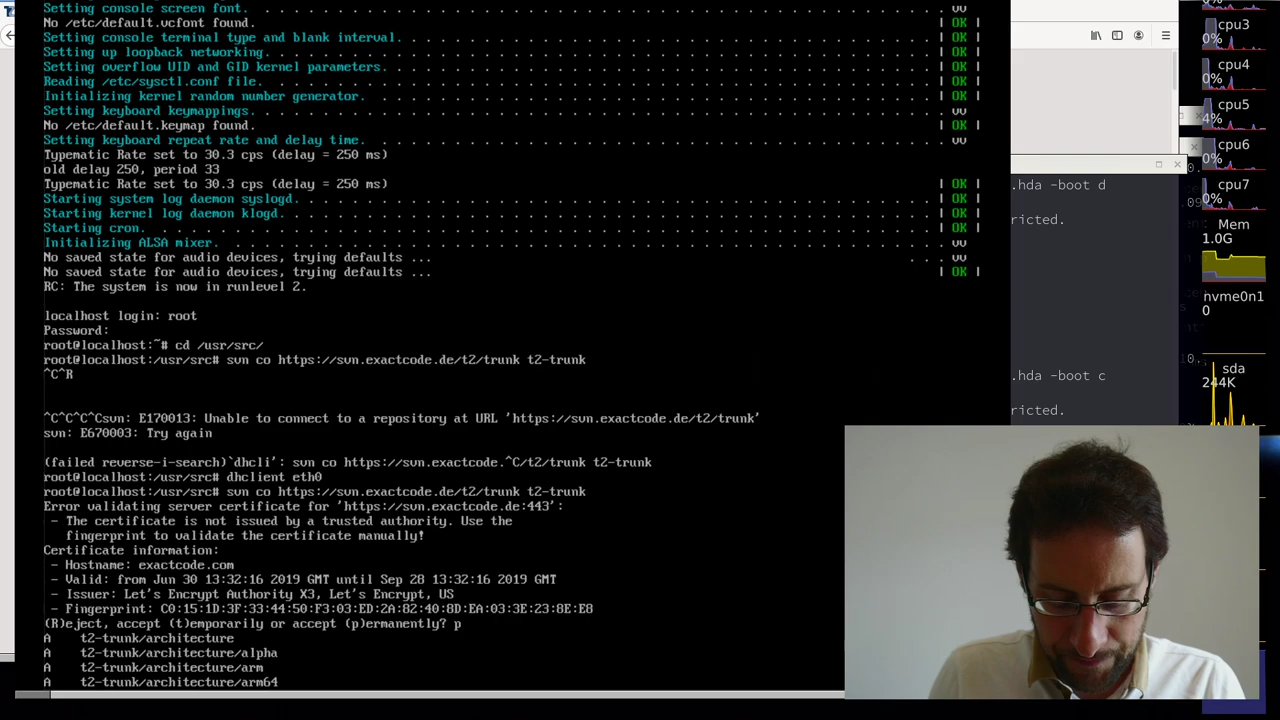 Setting console screen font.
No /etc/default.vcfont found.
Setting console terminal type and blank interval. | OK |
Setting up loopback networking. | OK |
Setting overflow UID and GID kernel parameters. | OK |
Reading /etc/sysctl.conf file. | OK |
Initializing kernel random number generator. | OK |
Setting keyboard keymappings.
No /etc/default.keymap found. | OK |
Setting keyboard repeat rate and delay time.
Typematic Rate set to 30.3 cps (delay = 250 ms)
old delay 250, period 33
Typematic Rate set to 30.3 cps (delay = 250 ms) | OK |
Starting system log daemon syslogd. | OK |
Starting kernel log daemon klogd. | OK |
Starting cron. | OK |
Initializing ALSA mixer.
No saved state for audio devices, trying defaults ...
No saved state for audio devices, trying defaults ... | OK |
RC: The system is now in runlevel 2.
localhost login: root
Password:
root@localhost:~# cd /usr/src/
root@localhost:/usr/src# svn co https://svn.exactcode.de/t2/trunk t2-trunk
^C^R
^C^C^C^Csvn: E170013: Unable to connect to a repository at URL 'https://svn.exactcode.de/t2/trunk'
svn: E670003: Try again
(failed reverse-i-search)`dhcli': svn co https://svn.exactcode.^C/t2/trunk t2-trunk
root@localhost:/usr/src# dhclient eth0
root@localhost:/usr/src# svn co https://svn.exactcode.de/t2/trunk t2-trunk
Error validating server certificate for 'https://svn.exactcode.de:443':
- The certificate is not issued by a trusted authority. Use the
fingerprint to validate the certificate manually!
Certificate information:
- Hostname: exactcode.com
- Valid: from Jun 30 13:32:16 2019 GMT until Sep 28 13:32:16 2019 GMT
- Issuer: Let's Encrypt Authority X3, Let's Encrypt, US
- Fingerprint: C0:15:1D:3F:33:44:50:F3:03:ED:2A:82:40:8D:EA:03:3E:23:8E:E8
(R)eject, accept (t)emporarily or accept (p)ermanently? p
A    t2-trunk/architecture
A    t2-trunk/architecture/alpha
A    t2-trunk/architecture/arm
A    t2-trunk/architecture/arm64
.hda -boot d
ricted.
.hda -boot c
ricted.
cpu3
0%
cpu4
0%
cpu5
4%
cpu6
0%
cpu7
0%
Mem
1.0G
nvme0n1
0
sda
244K